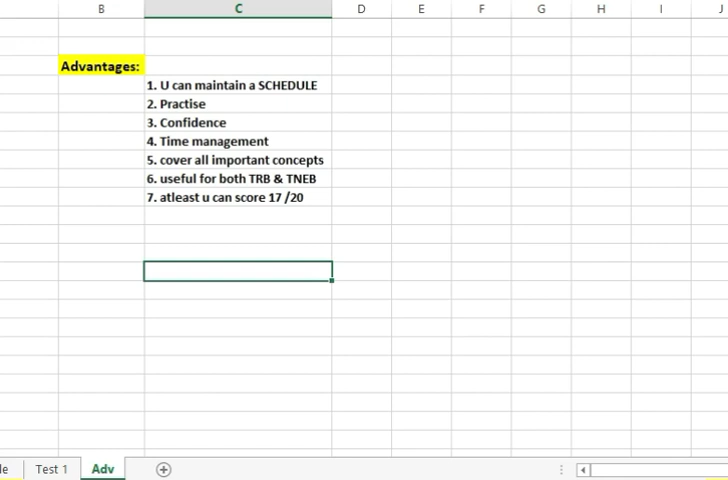 B C D E F G H I J
Advantages:
1. U can maintain a SCHEDULE
2. Practise
3. Confidence
4. Time management
5. cover all important concepts
6. useful for both TRB & TNEB
7. atleast u can score 17 /20
le Test 1 Adv